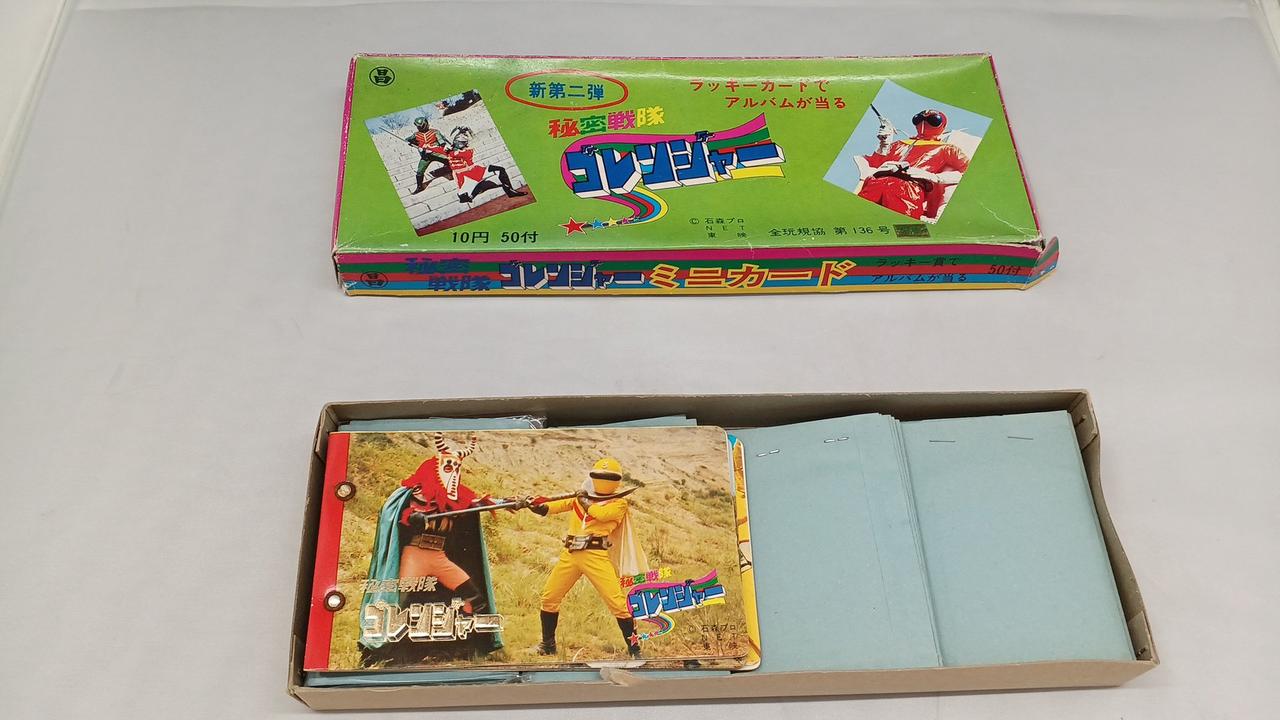 昌
新第二弾
ラッキーカードで
アルバムが当る
秘密戦隊
ゴレンジャー
10円 50付
© 石森プロ
NET
東映
全玩規協 第136号
昌
秘密
戦隊
ゴレンジャーミニカード
ラッキー賞で
アルバムが当る
50付
秘密戦隊
ゴレンジャー
秘密戦隊
ゴレンジャー
© 石森プロ
NET
東映